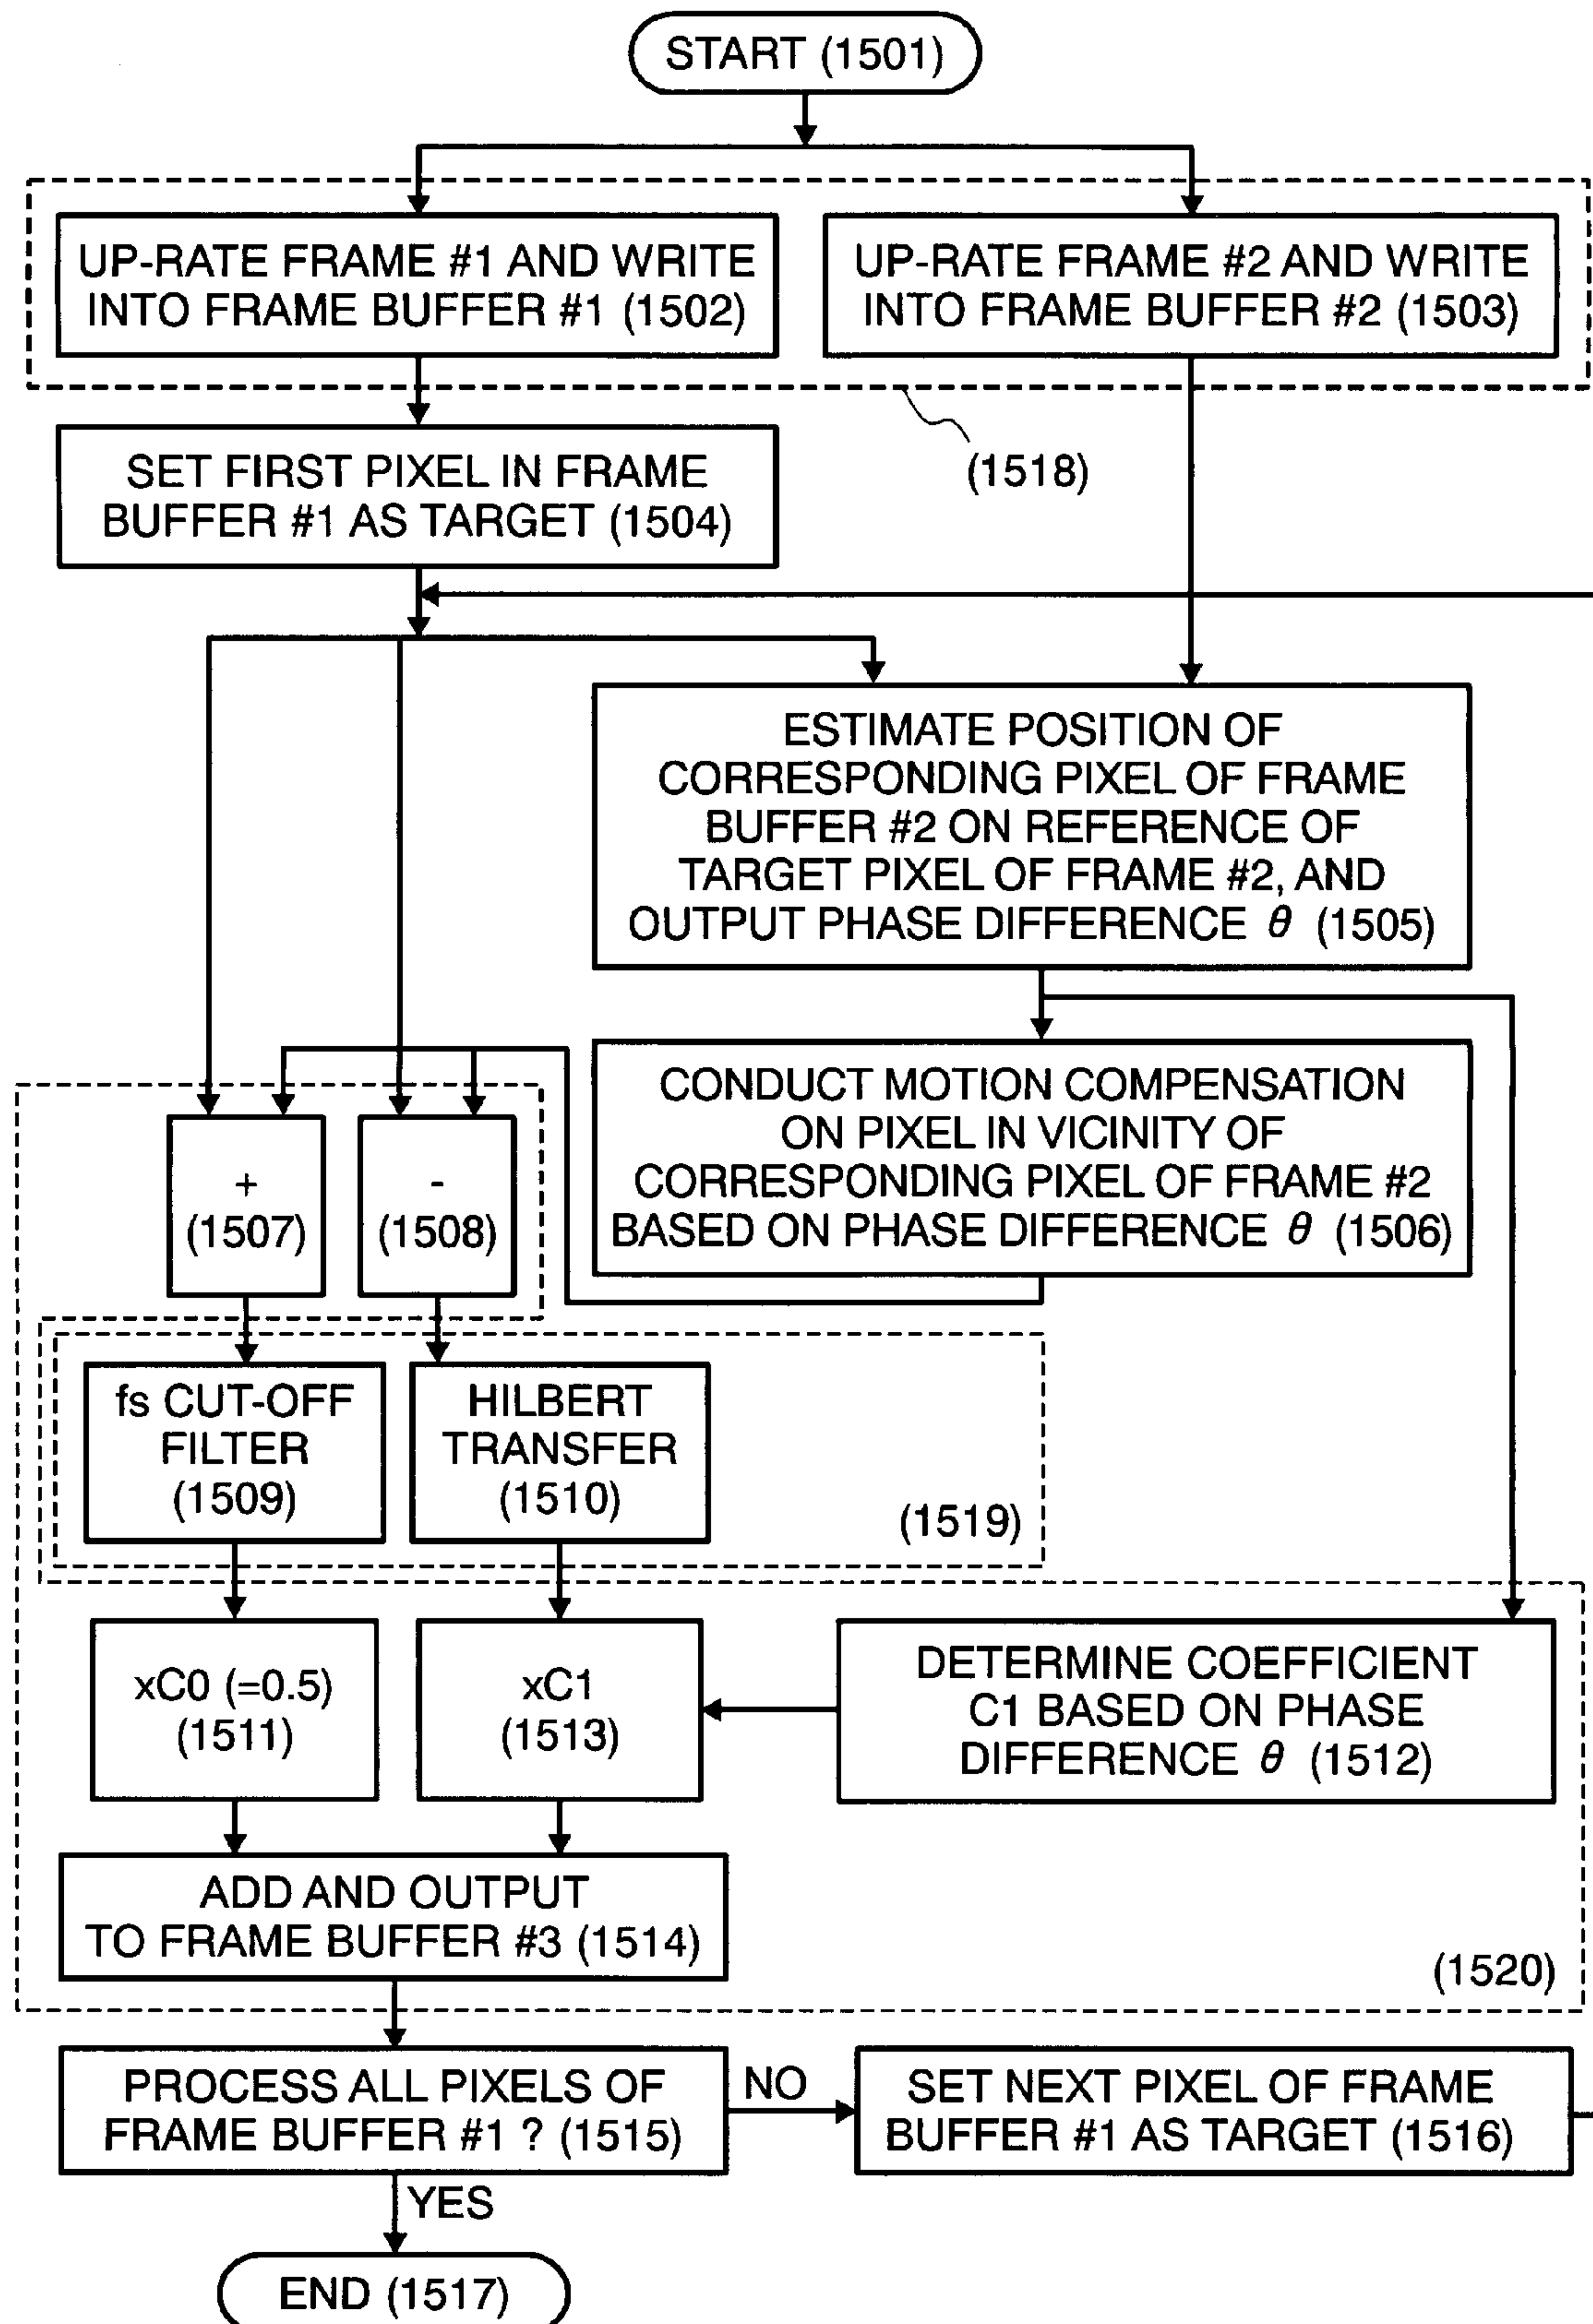 START (1501)
UP-RATE FRAME #1 AND WRITE
INTO FRAME BUFFER #1 (1502)
UP-RATE FRAME #2 AND WRITE
INTO FRAME BUFFER #2 (1503)
(1518)
SET FIRST PIXEL IN FRAME
BUFFER #1 AS TARGET (1504)
ESTIMATE POSITION OF
CORRESPONDING PIXEL OF FRAME
BUFFER #2 ON REFERENCE OF
TARGET PIXEL OF FRAME #2, AND
OUTPUT PHASE DIFFERENCE θ (1505)
CONDUCT MOTION COMPENSATION
ON PIXEL IN VICINITY OF
CORRESPONDING PIXEL OF FRAME #2
BASED ON PHASE DIFFERENCE θ (1506)
+
(1507)
-
(1508)
fs CUT-OFF
FILTER
(1509)
HILBERT
TRANSFER
(1510)
(1519)
xC0 (=0.5)
(1511)
xC1
(1513)
DETERMINE COEFFICIENT
C1 BASED ON PHASE
DIFFERENCE θ (1512)
ADD AND OUTPUT
TO FRAME BUFFER #3 (1514)
(1520)
PROCESS ALL PIXELS OF
FRAME BUFFER #1 ? (1515)
NO
SET NEXT PIXEL OF FRAME
BUFFER #1 AS TARGET (1516)
YES
END (1517)